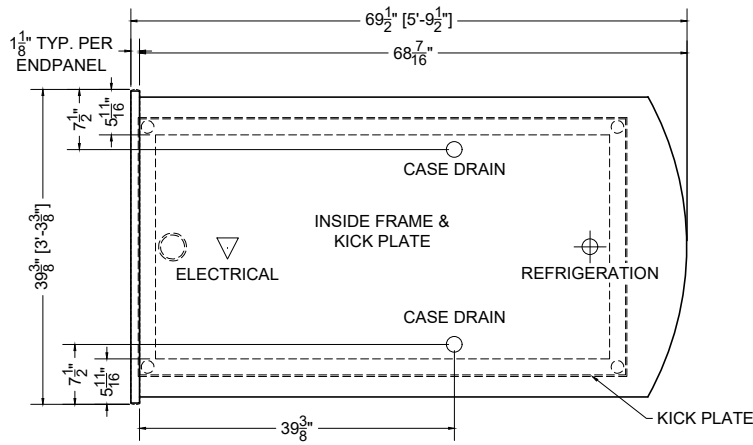 69 1/2" [5'-9 1/2"]
1 1/8" TYP. PER
ENDPANEL
68 7/16"
7 1/2"
5 11/16"
CASE DRAIN
39 3/8" [3'-3 3/8"]
INSIDE FRAME &
KICK PLATE
ELECTRICAL
REFRIGERATION
CASE DRAIN
7 1/2"
5 11/16"
KICK PLATE
39 3/8"